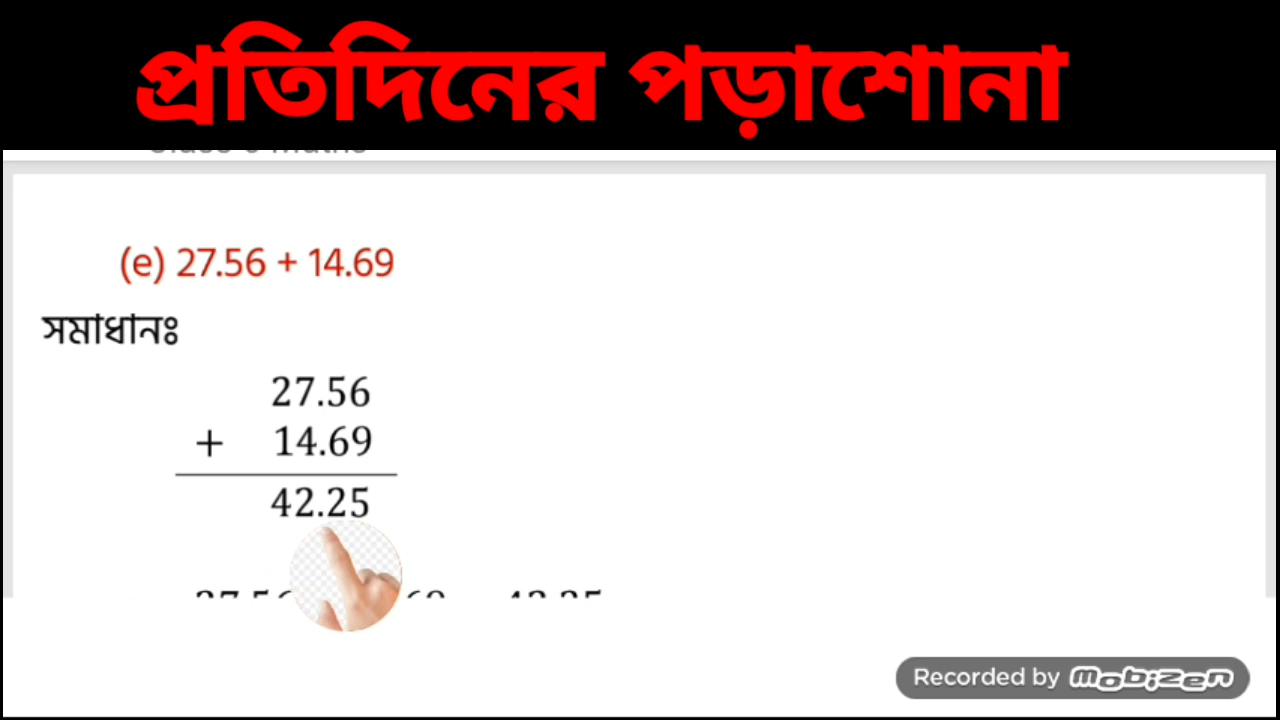 প্রতিদিনের পড়াশোনা
(e) 27.56 + 14.69
সমাধানঃ
27.56
+ 14.69
42.25
Recorded by mobizen